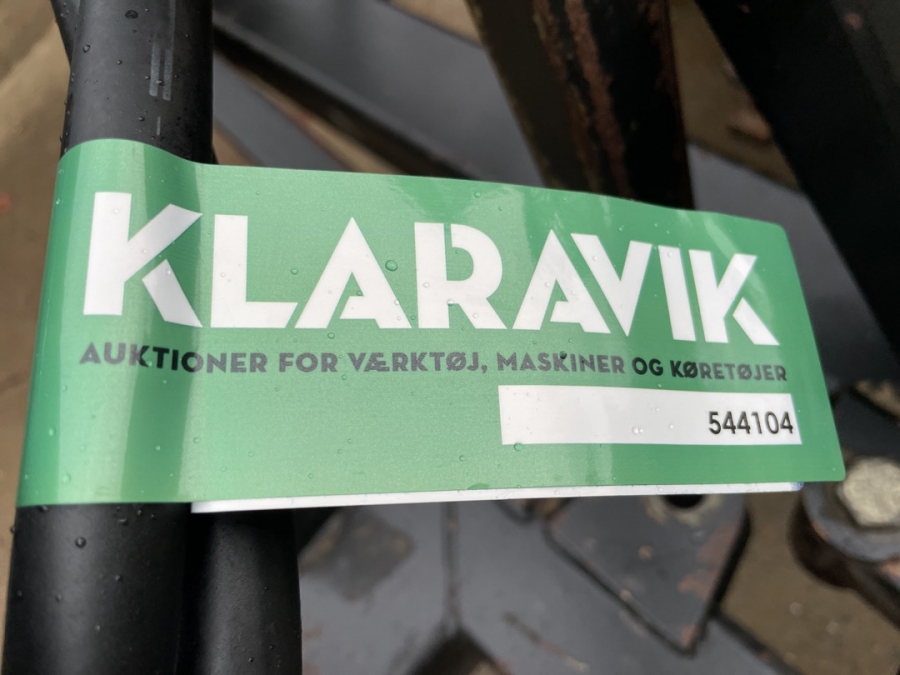 KLARAVIK
AUKTIONER FOR VÆRKTØJ, MASKINER OG KØRETØJER
544104